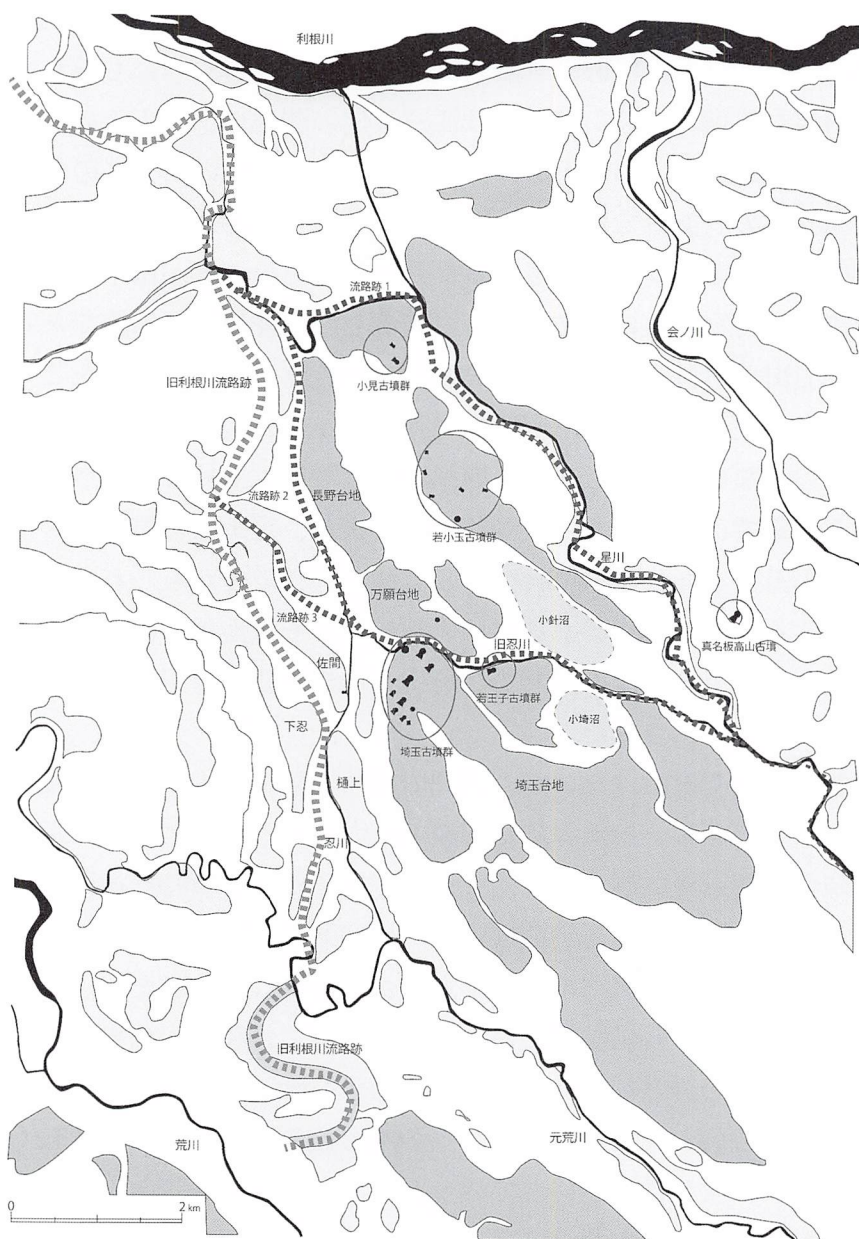 利根川
流路跡 1
会ノ川
小見古墳群
旧利根川流路跡
長野台地
流路跡 2
若小玉古墳群
星川
万願台地
小針沼
流路跡 3
旧忍川
真名板高山古墳
佐間
若王子古墳群
下忍
小埼沼
埼玉古墳群
樋上
埼玉台地
忍川
旧利根川流路跡
荒川
元荒川
0
2 km